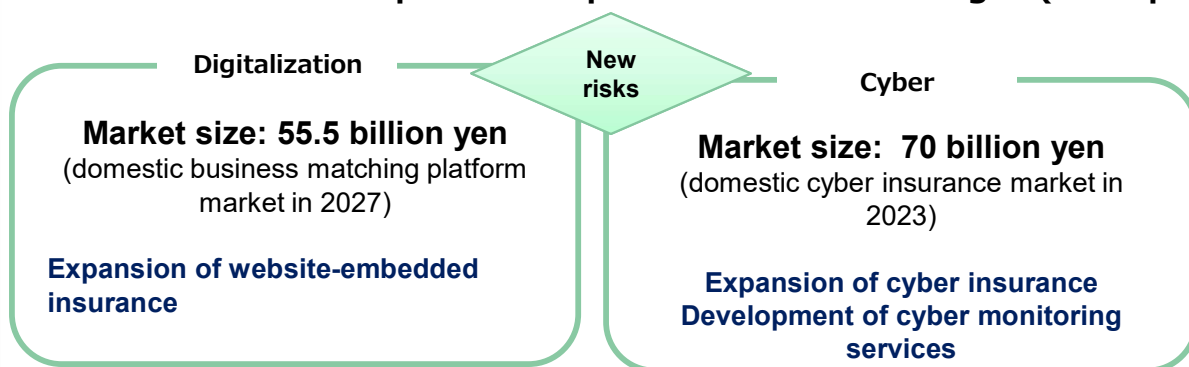 New
risks
Digitalization
Market size: 55.5 billion yen
(domestic business matching platform
market in 2027)
Expansion of website-embedded
insurance
Cyber
Market size: 70 billion yen
(domestic cyber insurance market in
2023)
Expansion of cyber insurance
Development of cyber monitoring
services